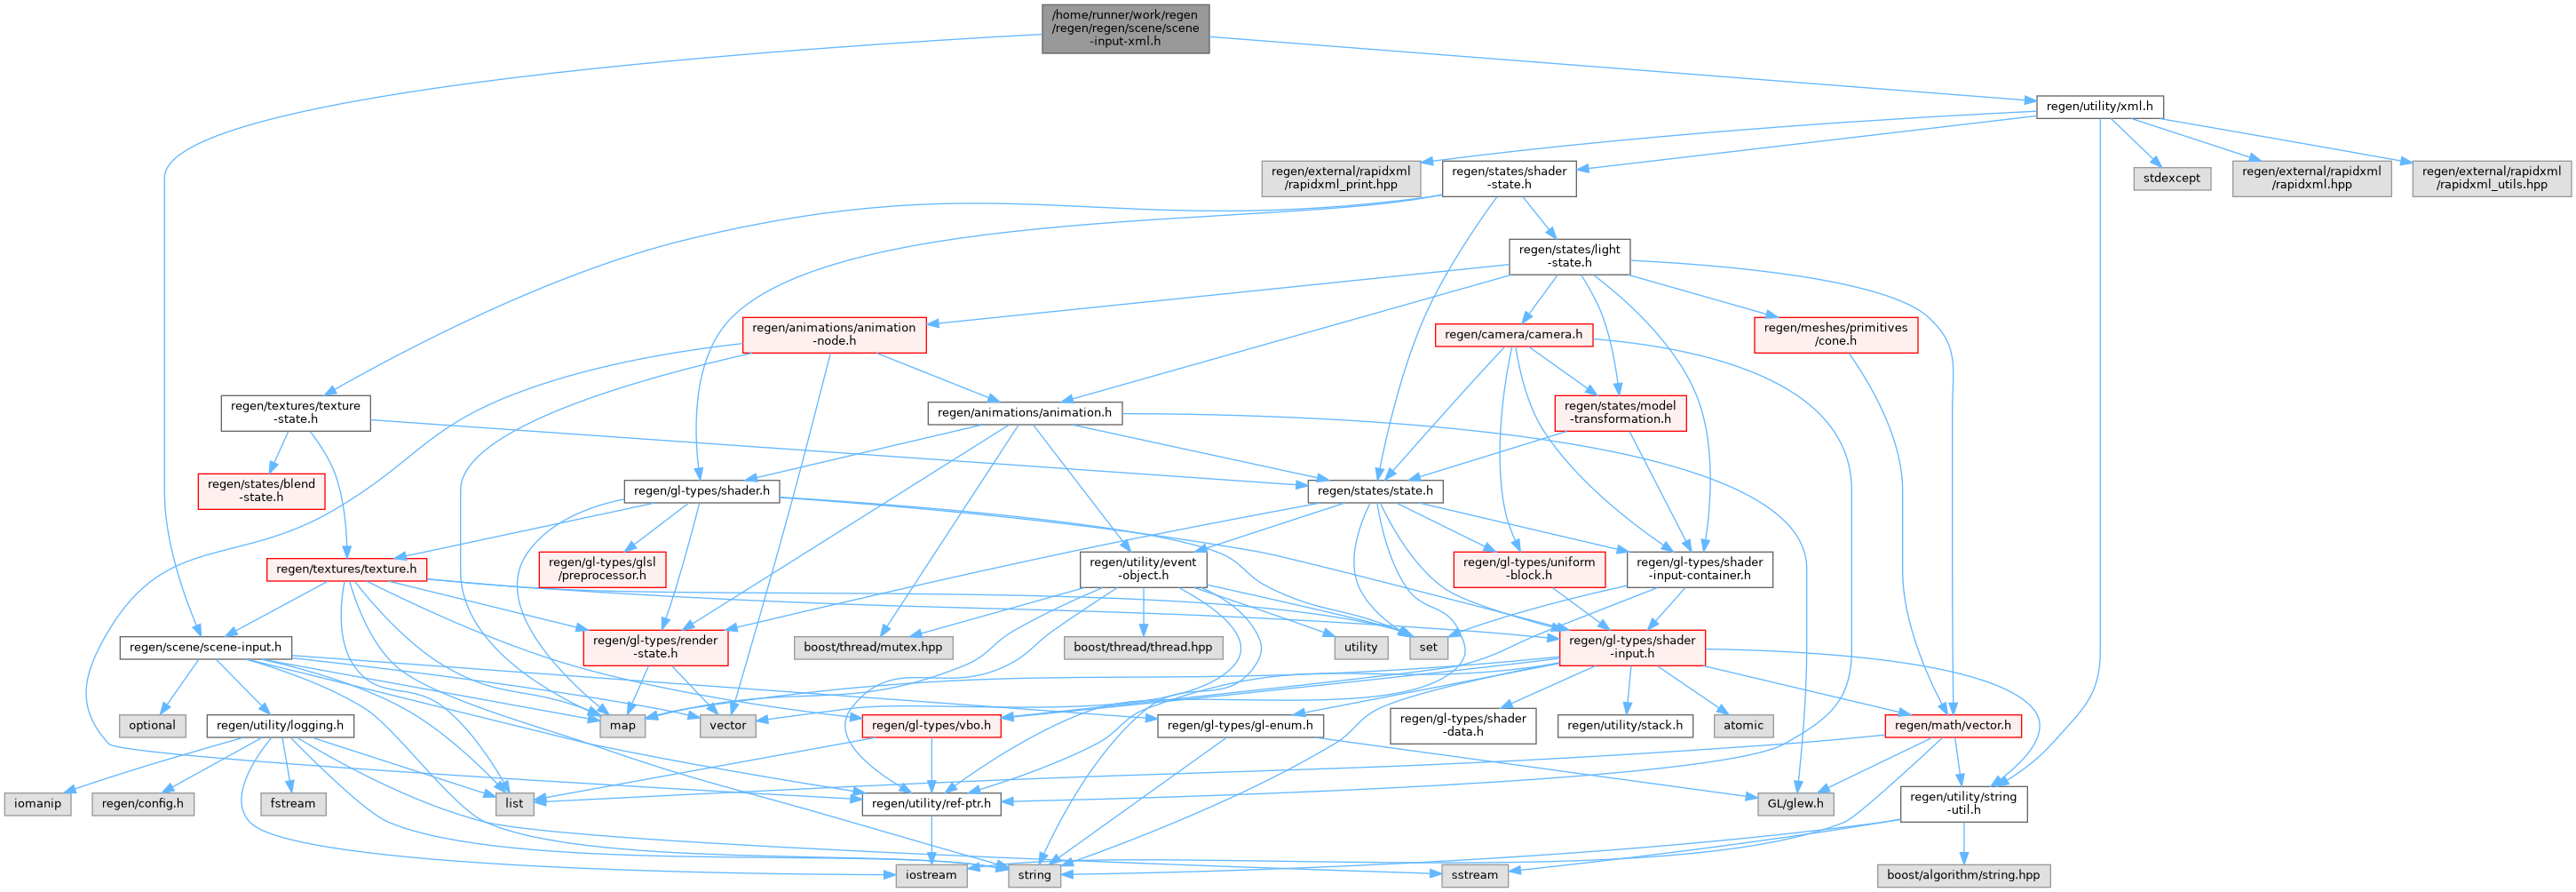 /home/runner/work/regen
/regen/regen/scene/scene
-input-xml.h
regen/utility/xml.h
regen/external/rapidxml
/rapidxml_print.hpp
regen/states/shader
-state.h
stdexcept
regen/external/rapidxml
/rapidxml.hpp
regen/external/rapidxml
/rapidxml_utils.hpp
regen/states/light
-state.h
regen/animations/animation
-node.h
regen/camera/camera.h
regen/meshes/primitives
/cone.h
regen/textures/texture
-state.h
regen/animations/animation.h
regen/states/model
-transformation.h
regen/states/blend
-state.h
regen/gl-types/shader.h
regen/states/state.h
regen/textures/texture.h
regen/gl-types/glsl
/preprocessor.h
regen/utility/event
-object.h
regen/gl-types/uniform
-block.h
regen/gl-types/shader
-input-container.h
regen/scene/scene-input.h
regen/gl-types/render
-state.h
boost/thread/mutex.hpp
boost/thread/thread.hpp
utility
set
regen/gl-types/shader
-input.h
optional
regen/utility/logging.h
map
vector
regen/gl-types/vbo.h
regen/gl-types/gl-enum.h
regen/gl-types/shader
-data.h
regen/utility/stack.h
atomic
regen/math/vector.h
iomanip
regen/config.h
fstream
list
regen/utility/ref-ptr.h
GL/glew.h
regen/utility/string
-util.h
iostream
string
sstream
boost/algorithm/string.hpp